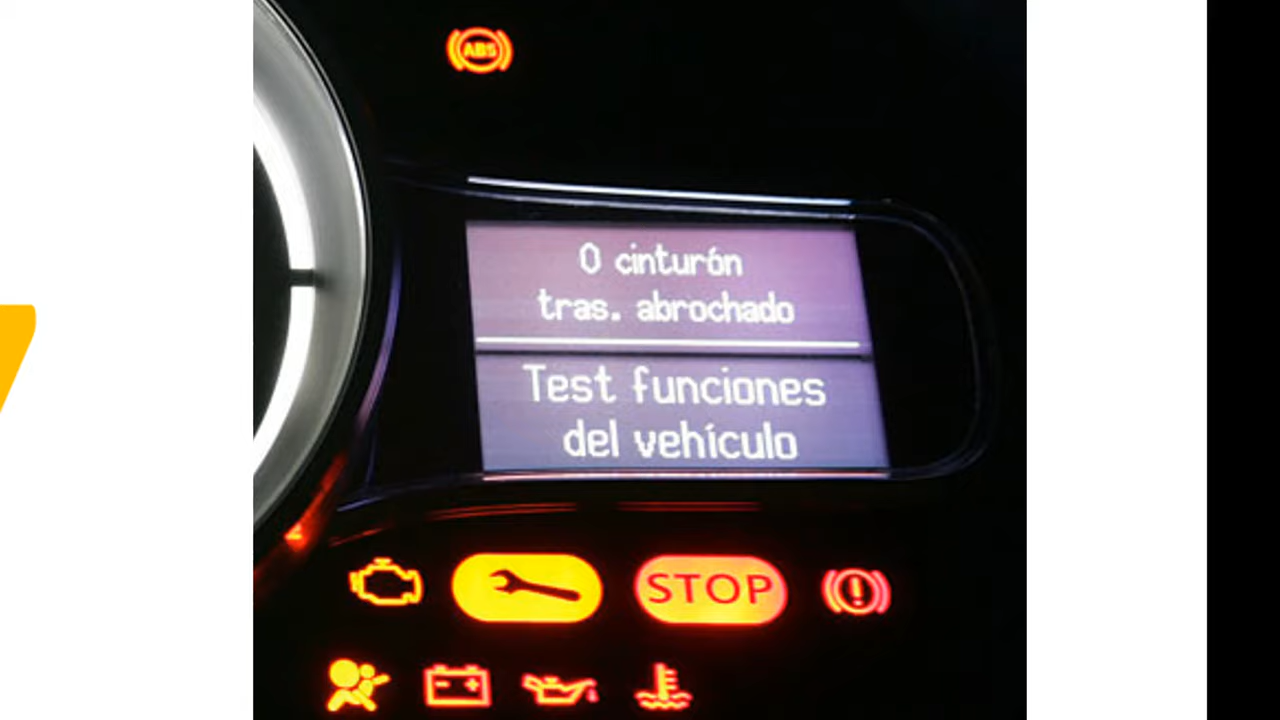 ABS
0 cinturón
tras. abrochado
Test funciones
del vehículo
STOP